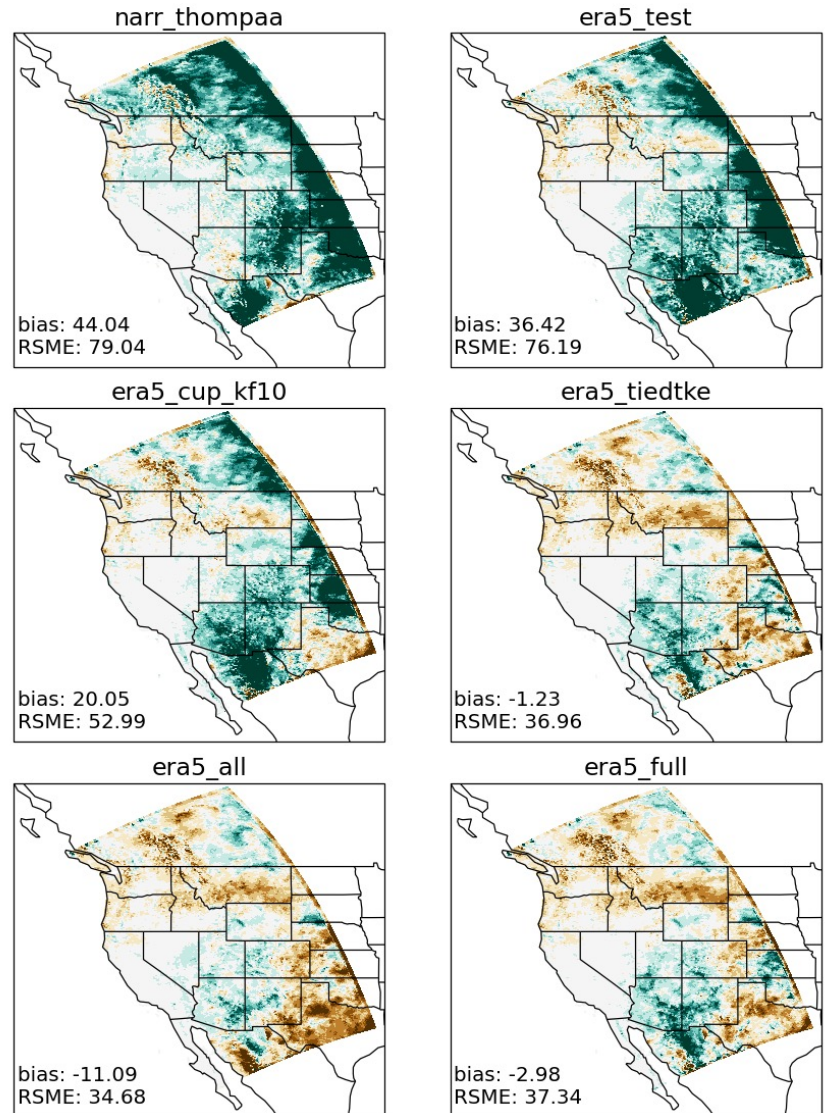 narr_thompaa
era5_test
bias: 44.04
RSME: 79.04
bias: 36.42
RSME: 76.19
era5_cup_kf10
era5_tiedtke
bias: 20.05
RSME: 52.99
bias: -1.23
RSME: 36.96
era5_all
era5_full
bias: -11.09
RSME: 34.68
bias: -2.98
RSME: 37.34